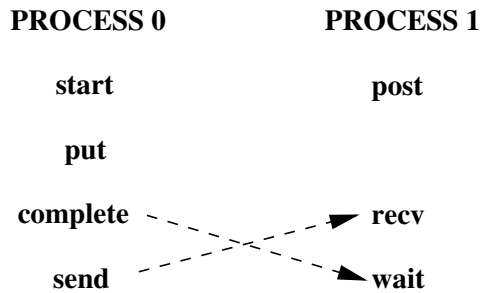 PROCESS 0 PROCESS 1
start post
put
complete recv
send wait